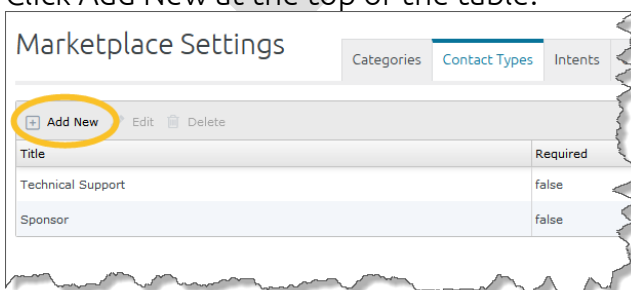 Click Add New at the top of the table.
Marketplace Settings
Categories Contact Types Intents
Add New Edit Delete
Title Required
Technical Support false
Sponsor false